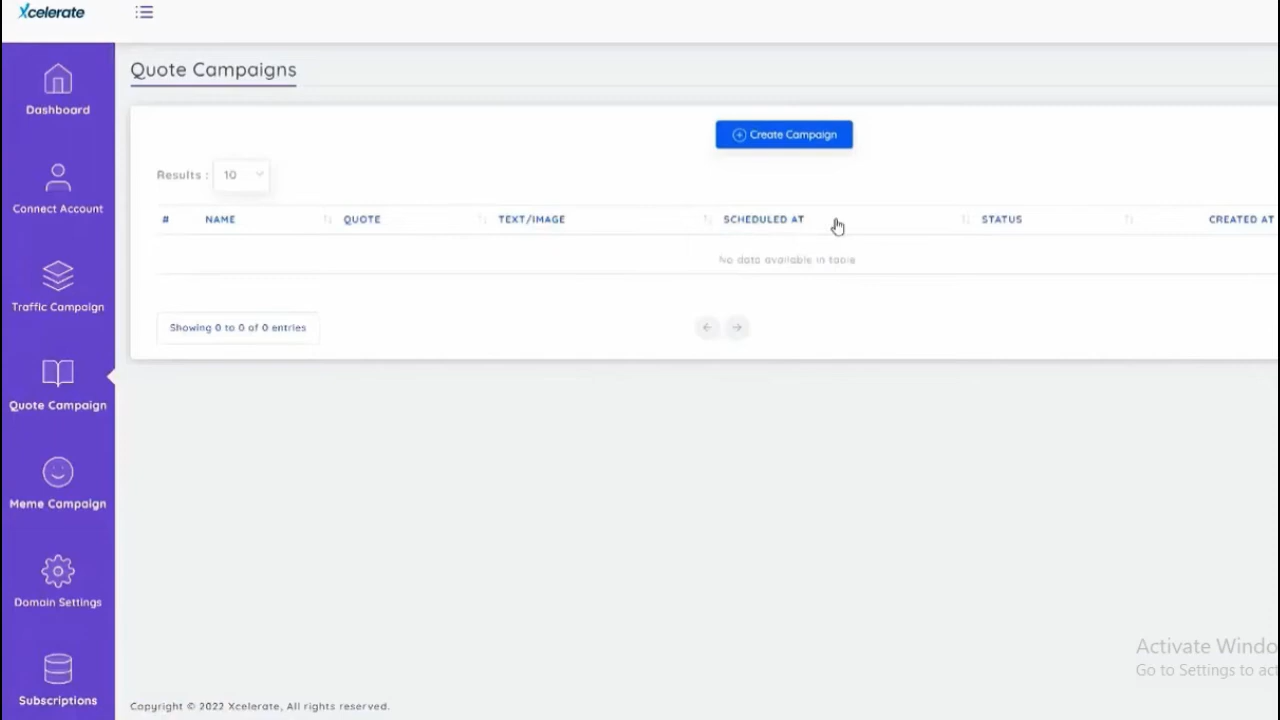 Xcelerate
Dashboard
Connect Account
Traffic Campaign
Quote Campaign
Meme Campaign
Domain Settings
Subscriptions
Quote Campaigns
Create Campaign
Results : 10
# NAME QUOTE TEXT/IMAGE SCHEDULED AT STATUS CREATED AT
No data available in table
Showing 0 to 0 of 0 entries
Activate Windo
Go to Settings to act
Copyright © 2022 Xcelerate, All rights reserved.